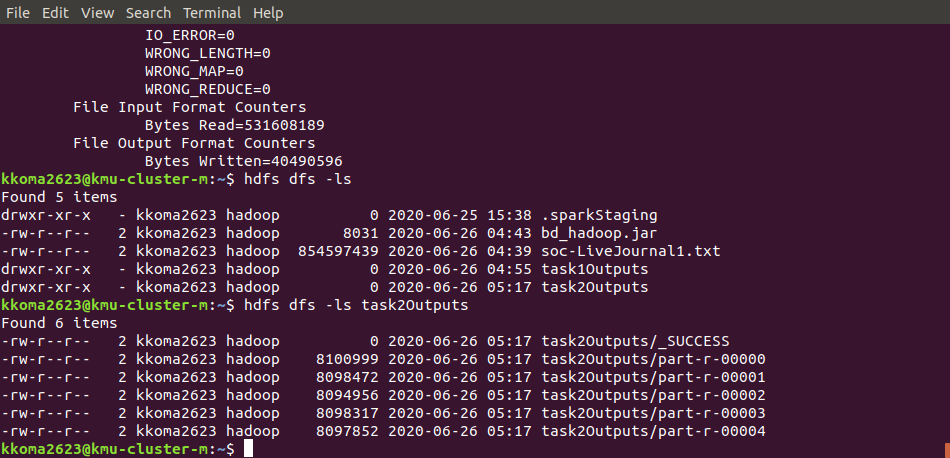 File Edit View Search Terminal Help
IO_ERROR=0
WRONG_LENGTH=0
WRONG_MAP=0
WRONG_REDUCE=0
File Input Format Counters
Bytes Read=531608189
File Output Format Counters
Bytes Written=40490596
kkoma2623@kmu-cluster-m:~$ hdfs dfs -ls
Found 5 items
drwxr-xr-x - kkoma2623 hadoop 0 2020-06-25 15:38 .sparkStaging
-rw-r--r-- 2 kkoma2623 hadoop 8031 2020-06-26 04:43 bd_hadoop.jar
-rw-r--r-- 2 kkoma2623 hadoop 854597439 2020-06-26 04:39 soc-LiveJournal1.txt
drwxr-xr-x - kkoma2623 hadoop 0 2020-06-26 04:55 task1Outputs
drwxr-xr-x - kkoma2623 hadoop 0 2020-06-26 05:17 task2Outputs
kkoma2623@kmu-cluster-m:~$ hdfs dfs -ls task2Outputs
Found 6 items
-rw-r--r-- 2 kkoma2623 hadoop 0 2020-06-26 05:17 task2Outputs/_SUCCESS
-rw-r--r-- 2 kkoma2623 hadoop 8100999 2020-06-26 05:17 task2Outputs/part-r-00000
-rw-r--r-- 2 kkoma2623 hadoop 8098472 2020-06-26 05:17 task2Outputs/part-r-00001
-rw-r--r-- 2 kkoma2623 hadoop 8094956 2020-06-26 05:17 task2Outputs/part-r-00002
-rw-r--r-- 2 kkoma2623 hadoop 8098317 2020-06-26 05:17 task2Outputs/part-r-00003
-rw-r--r-- 2 kkoma2623 hadoop 8097852 2020-06-26 05:17 task2Outputs/part-r-00004
kkoma2623@kmu-cluster-m:~$